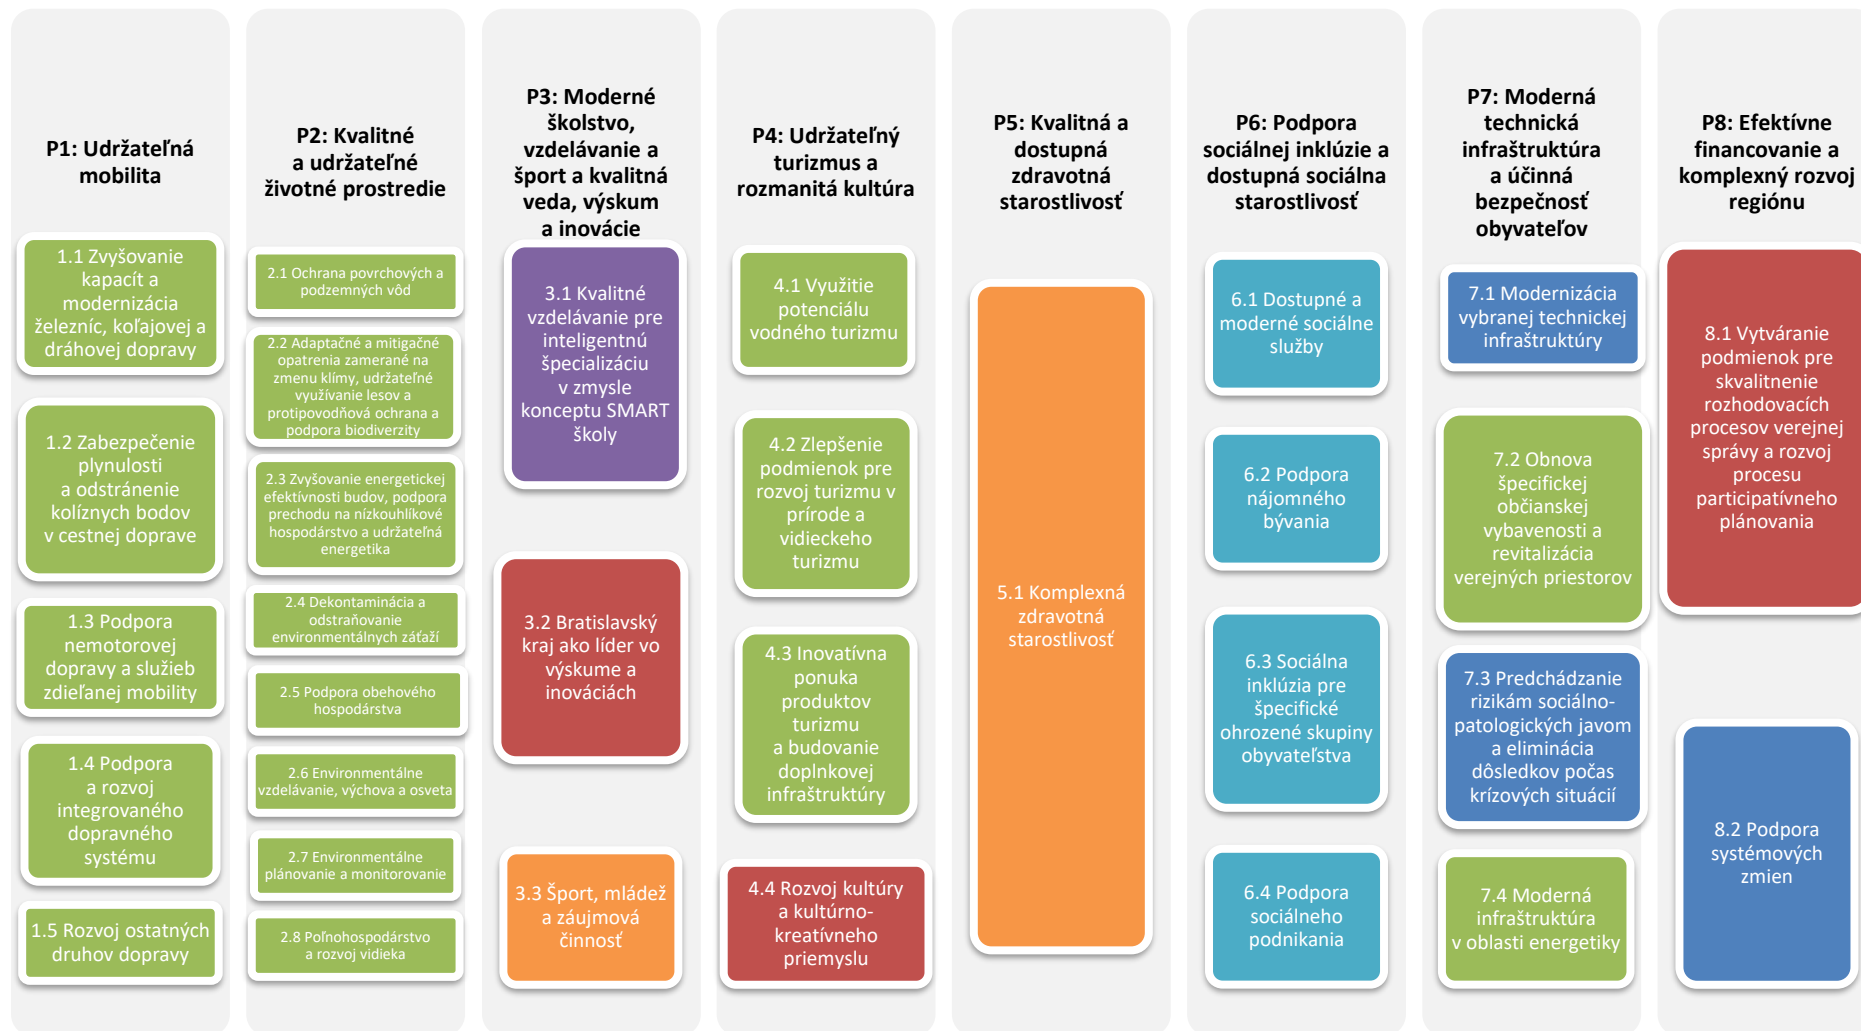 P1: Udržateľná
mobilita
1.1 Zvyšovanie
kapacít a
modernizácia
železníc, koľajovej a
dráhovej dopravy
1.2 Zabezpečenie
plynulosti
a odstránenie
kolíznych bodov
v cestnej doprave
1.3 Podpora
nemotorovej
dopravy a služieb
zdieľanej mobility
1.4 Podpora
a rozvoj
integrovaného
dopravného
systému
1.5 Rozvoj ostatných
druhov dopravy
P2: Kvalitné
a udržateľné
životné prostredie
2.1 Ochrana povrchových a
podzemných vôd
2.2 Adaptačné a mitigačné
opatrenia zamerané na
zmenu klímy, udržateľné
využívanie lesov a
protipovodňová ochrana a
podpora biodiverzity
2.3 Zvyšovanie energetickej
efektívnosti budov, podpora
prechodu na nízkouhlíkové
hospodárstvo a udržateľná
energetika
2.4 Dekontaminácia a
odstraňovanie
environmentálnych záťaží
2.5 Podpora obehového
hospodárstva
2.6 Environmentálne
vzdelávanie, výchova a osveta
2.7 Environmentálne
plánovanie a monitorovanie
2.8 Poľnohospodárstvo
a rozvoj vidieka
P3: Moderné
školstvo,
vzdelávanie a
šport a kvalitná
veda, výskum
a inovácie
3.1 Kvalitné
vzdelávanie pre
inteligentnú
špecializáciu
v zmysle
konceptu SMART
školy
3.2 Bratislavský
kraj ako líder vo
výskume a
inováciách
3.3 Šport, mládež
a záujmová
činnosť
P4: Udržateľný
turizmus a
rozmanitá kultúra
4.1 Využitie
potenciálu
vodného turizmu
4.2 Zlepšenie
podmienok pre
rozvoj turizmu v
prírode a
vidieckeho
turizmu
4.3 Inovatívna
ponuka
produktov
turizmu
a budovanie
doplnkovej
infraštruktúry
4.4 Rozvoj kultúry
a kultúrno-
kreatívneho
priemyslu
P5: Kvalitná a
dostupná
zdravotná
starostlivosť
5.1 Komplexná
zdravotná
starostlivosť
P6: Podpora
sociálnej inklúzie a
dostupná sociálna
starostlivosť
6.1 Dostupné a
moderné sociálne
služby
6.2 Podpora
nájomného
bývania
6.3 Sociálna
inklúzia pre
špecifické
ohrozené skupiny
obyvateľstva
6.4 Podpora
sociálneho
podnikania
P7: Moderná
technická
infraštruktúra
a účinná
bezpečnosť
obyvateľov
7.1 Modernizácia
vybranej technickej
infraštruktúry
7.2 Obnova
špecifickej
občianskej
vybavenosti a
revitalizácia
verejných priestorov
7.3 Predchádzanie
rizikám sociálno-
patologických javom
a eliminácia
dôsledkov počas
krízových situácií
7.4 Moderná
infraštruktúra
v oblasti energetiky
P8: Efektívne
financovanie a
komplexný rozvoj
regiónu
8.1 Vytváranie
podmienok pre
skvalitnenie
rozhodovacích
procesov verejnej
správy a rozvoj
procesu
participatívneho
plánovania
8.2 Podpora
systémových
zmien